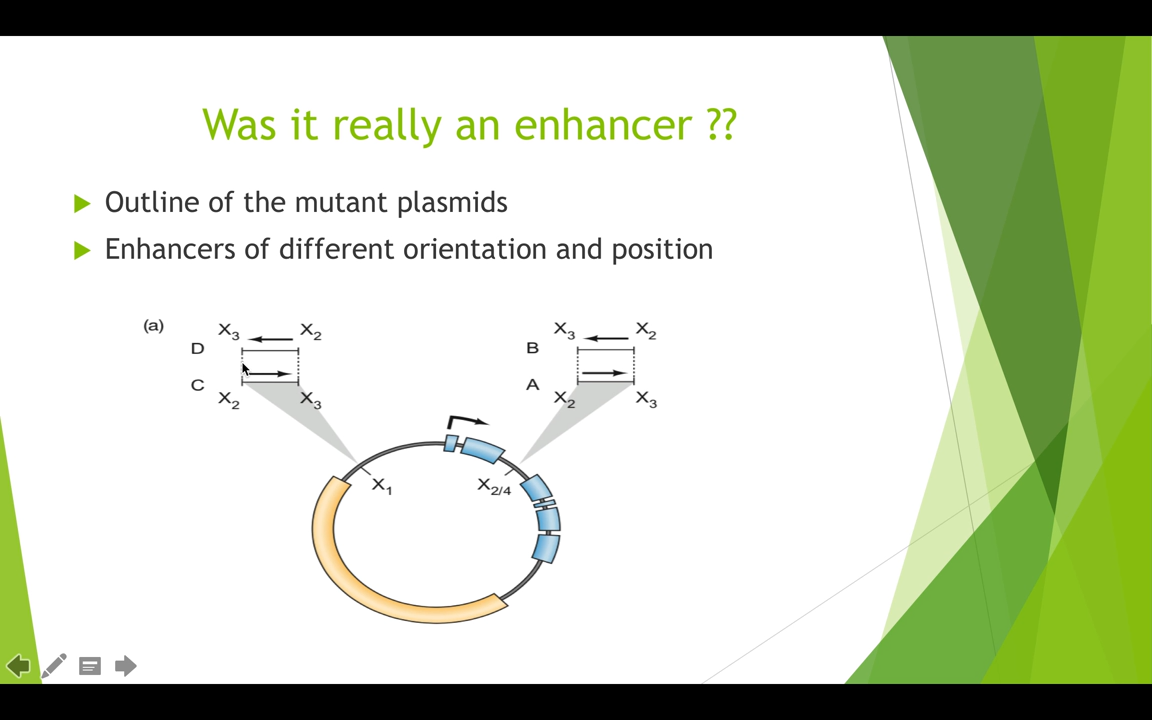 Was it really an enhancer ??
Outline of the mutant plasmids
Enhancers of different orientation and position
(a)
X3 X2
D
C
X2 X3
X3 X2
B
A
X2 X3
X1
X2/4